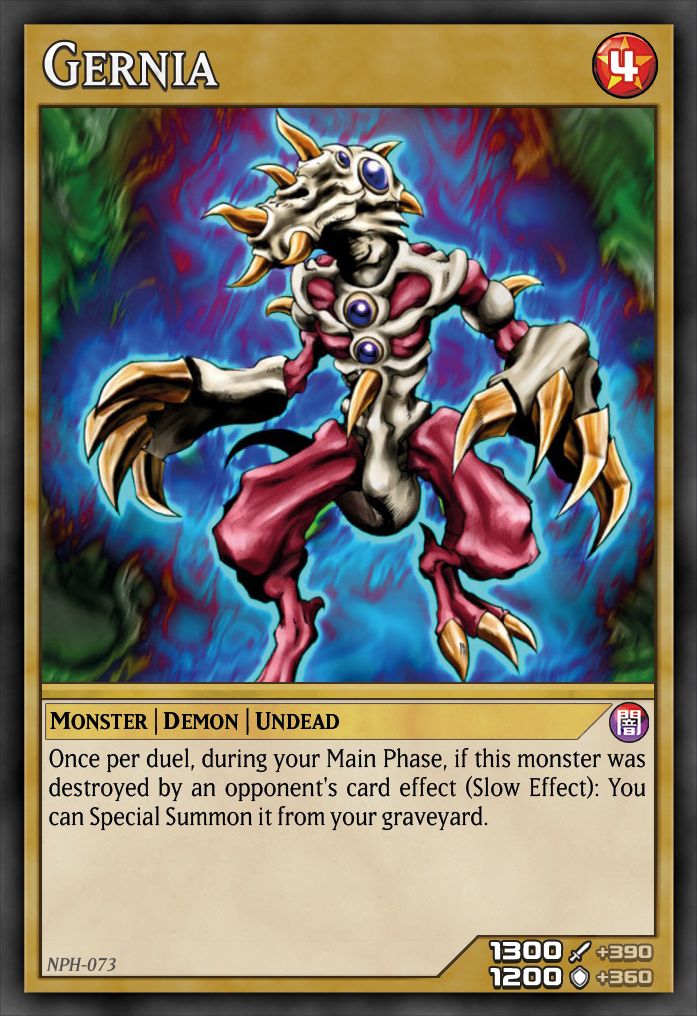 GERNIA
4
MONSTER | DEMON | UNDEAD
闇
Once per duel, during your Main Phase, if this monster was
destroyed by an opponent's card effect (Slow Effect): You
can Special Summon it from your graveyard.
1300 +390
NPH-073
1200 +360